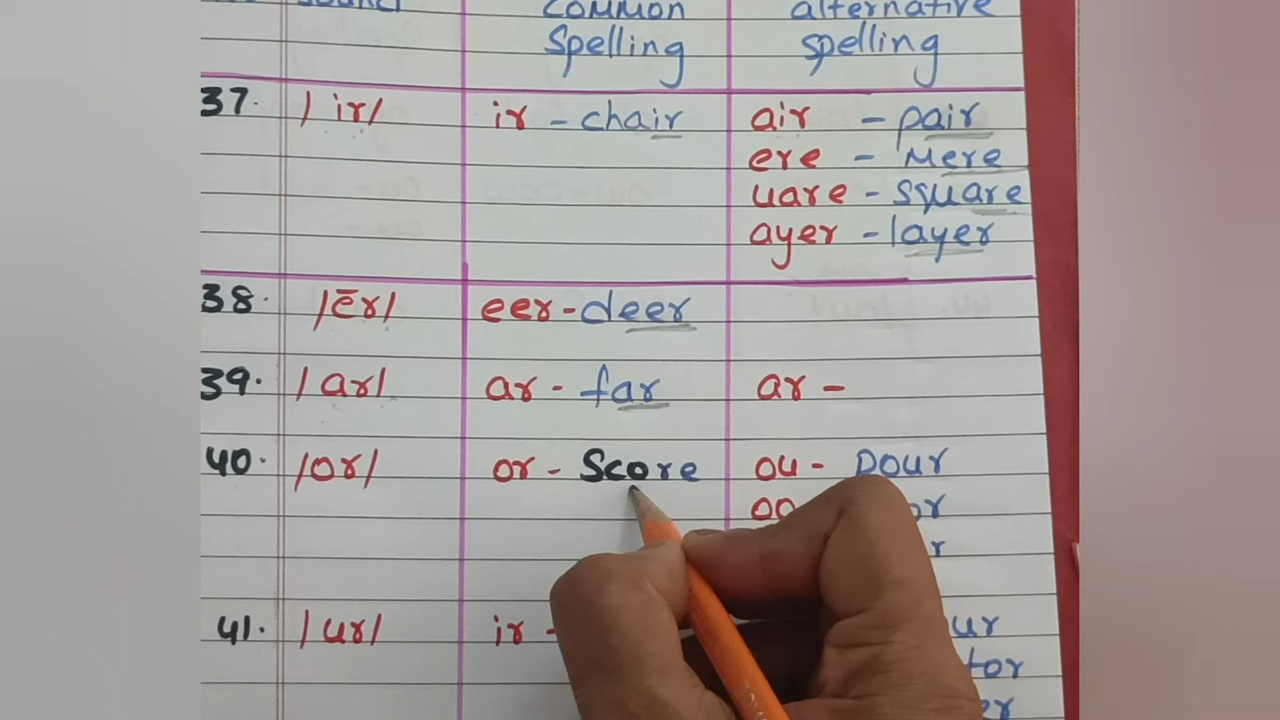 sound common alternative
Spelling spelling
37. /ir/ ir - chair air - pair
ere - Mere
uare - square
ayer - layer
38. /ēr/ eer - deer
39. /ar/ ar - far ar -
40. /or/ or - Score ou - pour
41. /ur/ ir -